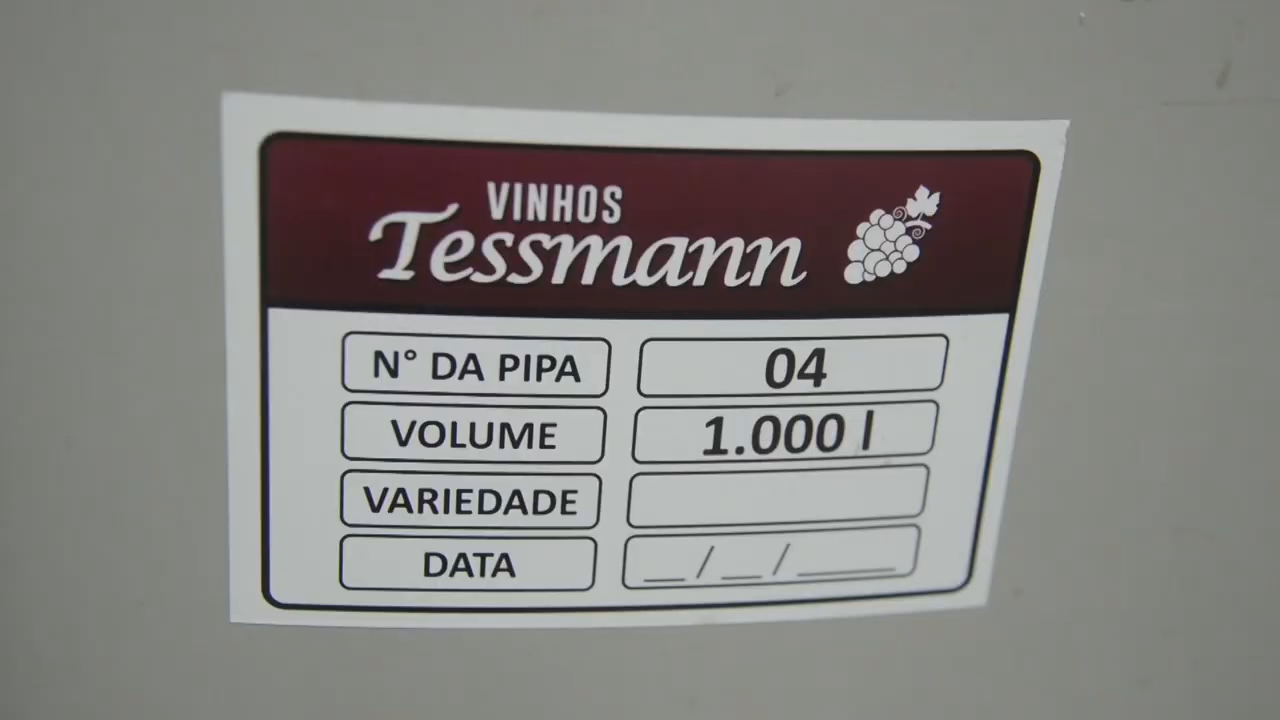 VINHOS
Tessmann
N° DA PIPA 04
VOLUME 1.000 l
VARIEDADE
DATA __/__/____